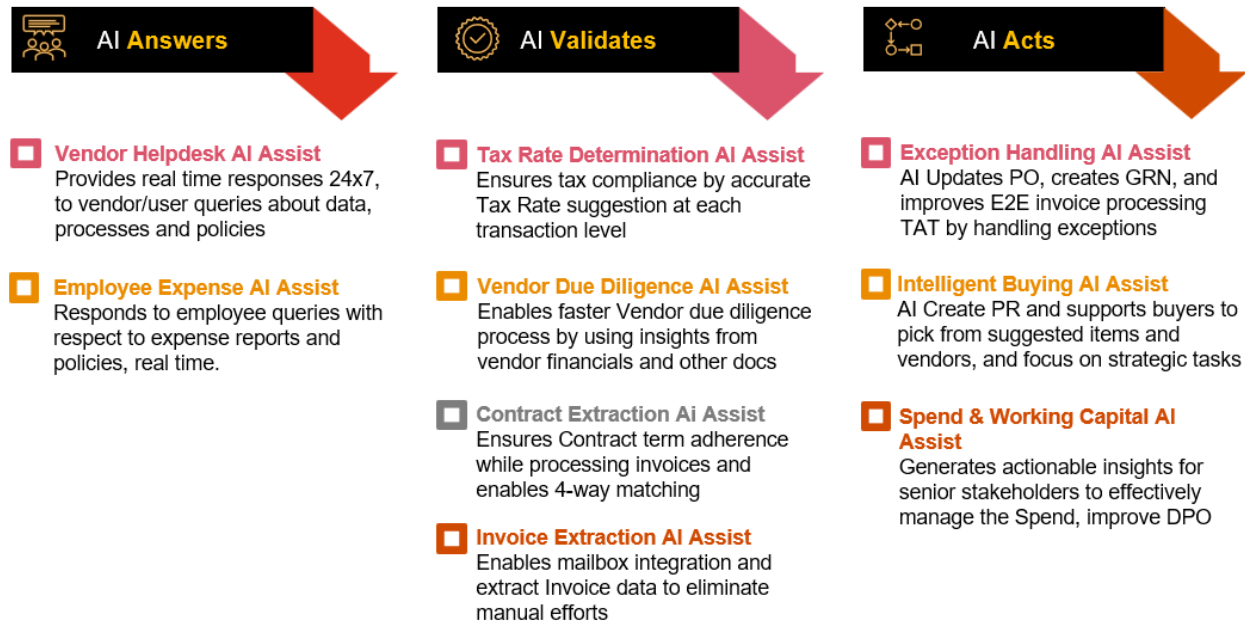 AI Answers
Vendor Helpdesk AI Assist
Provides real time responses 24x7,
to vendor/user queries about data,
processes and policies
Employee Expense AI Assist
Responds to employee queries with
respect to expense reports and
policies, real time.
AI Validates
Tax Rate Determination AI Assist
Ensures tax compliance by accurate
Tax Rate suggestion at each
transaction level
Vendor Due Diligence AI Assist
Enables faster Vendor due diligence
process by using insights from
vendor financials and other docs
Contract Extraction Ai Assist
Ensures Contract term adherence
while processing invoices and
enables 4-way matching
Invoice Extraction AI Assist
Enables mailbox integration and
extract Invoice data to eliminate
manual efforts
AI Acts
Exception Handling AI Assist
AI Updates PO, creates GRN, and
improves E2E invoice processing
TAT by handling exceptions
Intelligent Buying AI Assist
AI Create PR and supports buyers to
pick from suggested items and
vendors, and focus on strategic tasks
Spend & Working Capital AI
Assist
Generates actionable insights for
senior stakeholders to effectively
manage the Spend, improve DPO